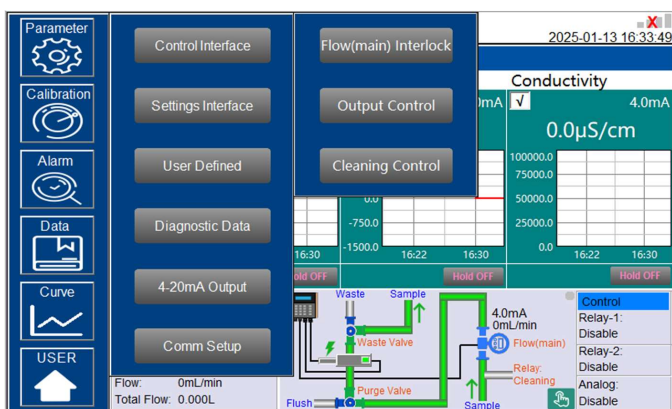 Parameter
Calibration
Alarm
Data
Curve
USER
Control Interface
Settings Interface
User Defined
Diagnostic Data
4-20mA Output
Comm Setup
Flow(main) Interlock
Output Control
Cleaning Control
X
2025-01-13 16:33:49
Conductivity
√
4.0mA
0.0µS/cm
100000.0
75000.0
50000.0
25000.0
0.0
16:22
16:30
Hold OFF
0.0
-750.0
-1500.0
16:22
16:30
Hold OFF
16:30
Waste
Sample
Waste Valve
Purge Valve
Flush
4.0mA
0mL/min
Flow(main)
Relay:
Cleaning
Sample
Flow: 0mL/min
Total Flow: 0.000L
Control
Relay-1:
Disable
Relay-2:
Disable
Analog:
Disable